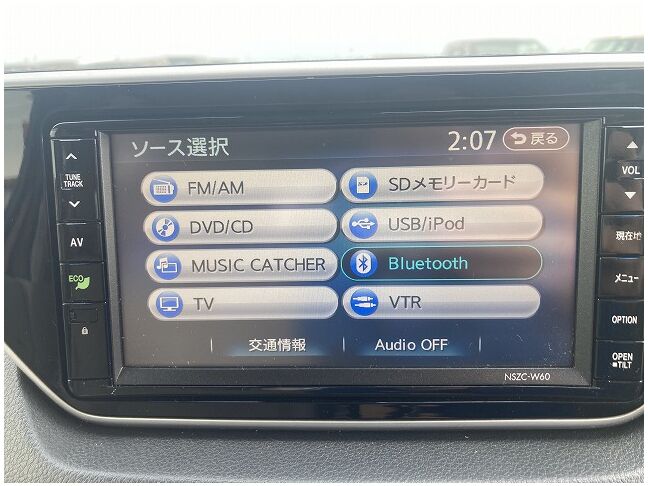 ソース選択
2:07
戻る
FM/AM
SDメモリーカード
DVD/CD
USB/iPod
MUSIC CATCHER
Bluetooth
TV
VTR
交通情報
Audio OFF
NSZC-W60
TUNE
TRACK
AV
ECO
VOL
現在地
メニュー
OPTION
OPEN
TILT